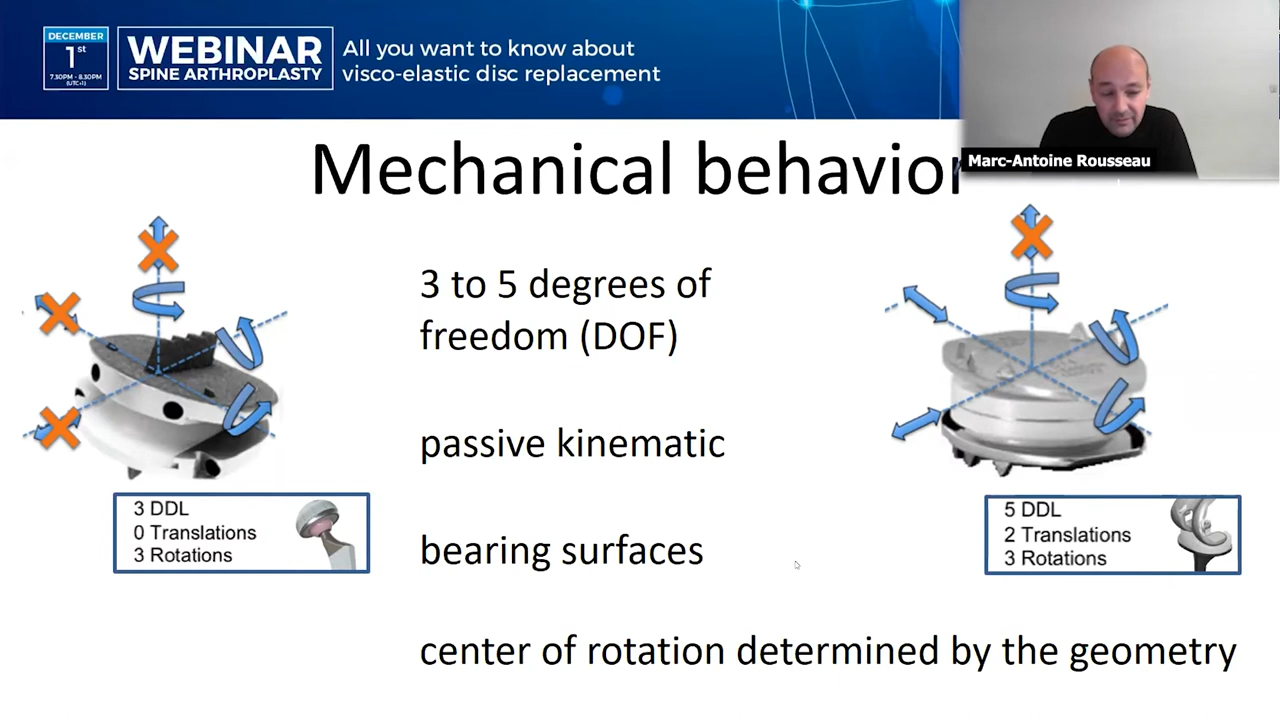 DECEMBER
1st
7.30PM - 8.30PM
(UTC+1)
WEBINAR
SPINE ARTHROPLASTY
All you want to know about
visco-elastic disc replacement
Marc-Antoine Rousseau
Mechanical behavior
3 to 5 degrees of
freedom (DOF)
passive kinematic
bearing surfaces
center of rotation determined by the geometry
3 DDL
0 Translations
3 Rotations
5 DDL
2 Translations
3 Rotations